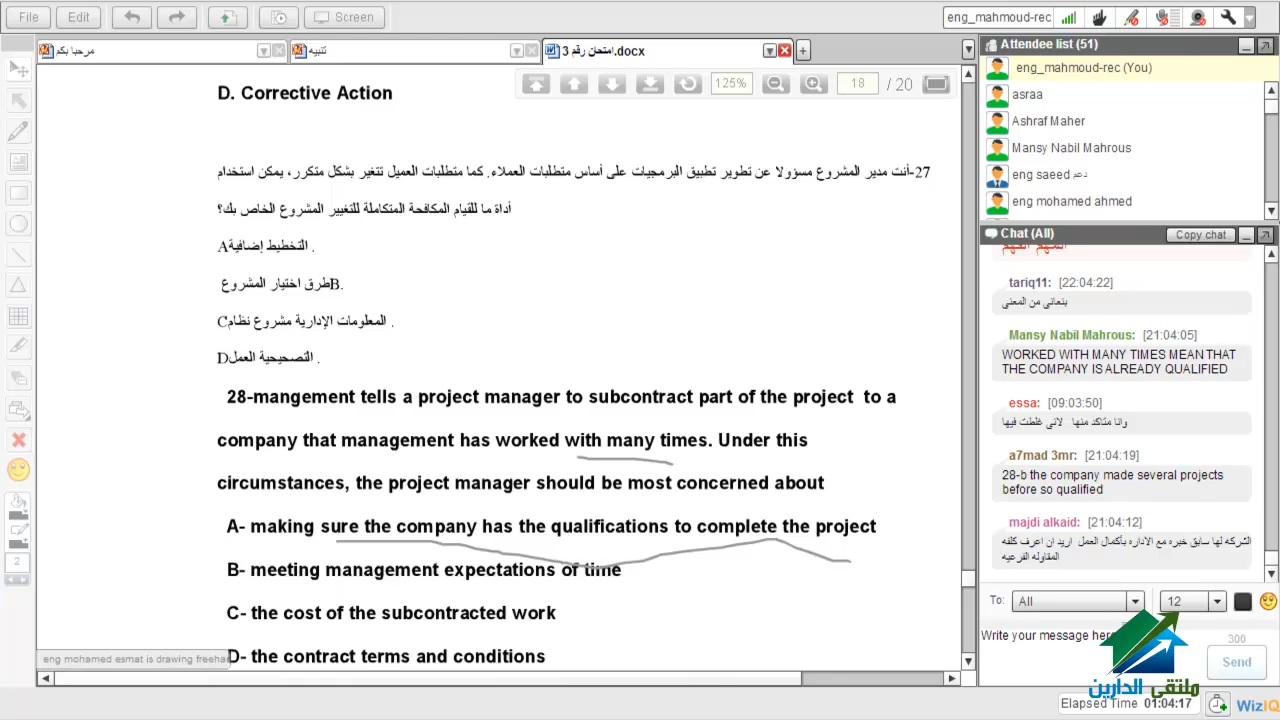 File
Edit
Screen
eng_mahmoud-rec
مرحبا بكم
تنبيه
امتحان رقم 3.docx
125%
18
/ 20
D. Corrective Action
27-أنت مدير المشروع مسؤولا عن تطوير تطبيق البرمجيات على أساس متطلبات العملاء. كما متطلبات العميل تتغير بشكل متكرر، يمكن استخدام
أداة ما للقيام المكافحة المتكاملة للتغيير المشروع الخاص بك؟
Aالتخطيط إضافية .
طرق اختيار المشروعB.
Cالمعلومات الإدارية مشروع نظام .
Dالتصحيحية العمل .
28-mangement tells a project manager to subcontract part of the project to a
company that management has worked with many times. Under this
circumstances, the project manager should be most concerned about
A- making sure the company has the qualifications to complete the project
B- meeting management expectations of time
C- the cost of the subcontracted work
D- the contract terms and conditions
eng mohamed esmat is drawing freeha
2
Attendee list (51)
eng_mahmoud-rec (You)
asraa
Ashraf Maher
Mansy Nabil Mahrous
eng saeed دعم
eng mohamed ahmed
Chat (All)
Copy chat
المهم الفهم
tariq11: [22:04:22]
بنعانى من المعنى
Mansy Nabil Mahrous: [21:04:05]
WORKED WITH MANY TIMES MEAN THAT
THE COMPANY IS ALREADY QUALIFIED
essa: [09:03:50]
وانا متاكد منها لانى غلطت فيها
a7mad 3mr: [21:04:19]
28-b the company made several projects
before so qualified
majdi alkaid: [21:04:12]
الشركه لها سابق خبره مع الاداره بأكمال العمل اريد ان اعرف كلفه
المقاوله الفرعيه
To:
All
12
Write your message here
300
Send
ملتقى الدارين
Elapsed Time 01:04:17
WizIQ